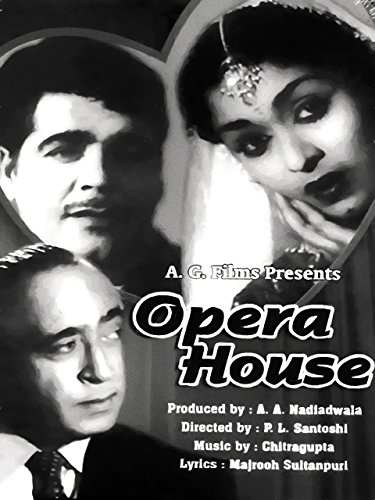 A. G. Films Presents
Opera
House
Produced by : A. A. Nadiadwala
Directed by : P. L. Santoshi
Music by : Chitragupta
Lyrics : Majrooh Sultanpuri